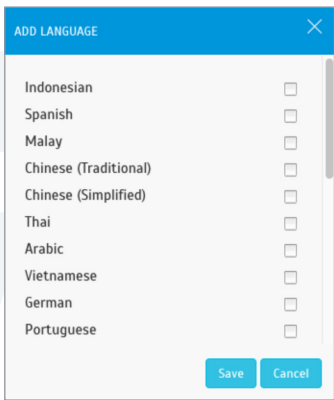 ADD LANGUAGE
Indonesian
Spanish
Malay
Chinese (Traditional)
Chinese (Simplified)
Thai
Arabic
Vietnamese
German
Portuguese
Save Cancel